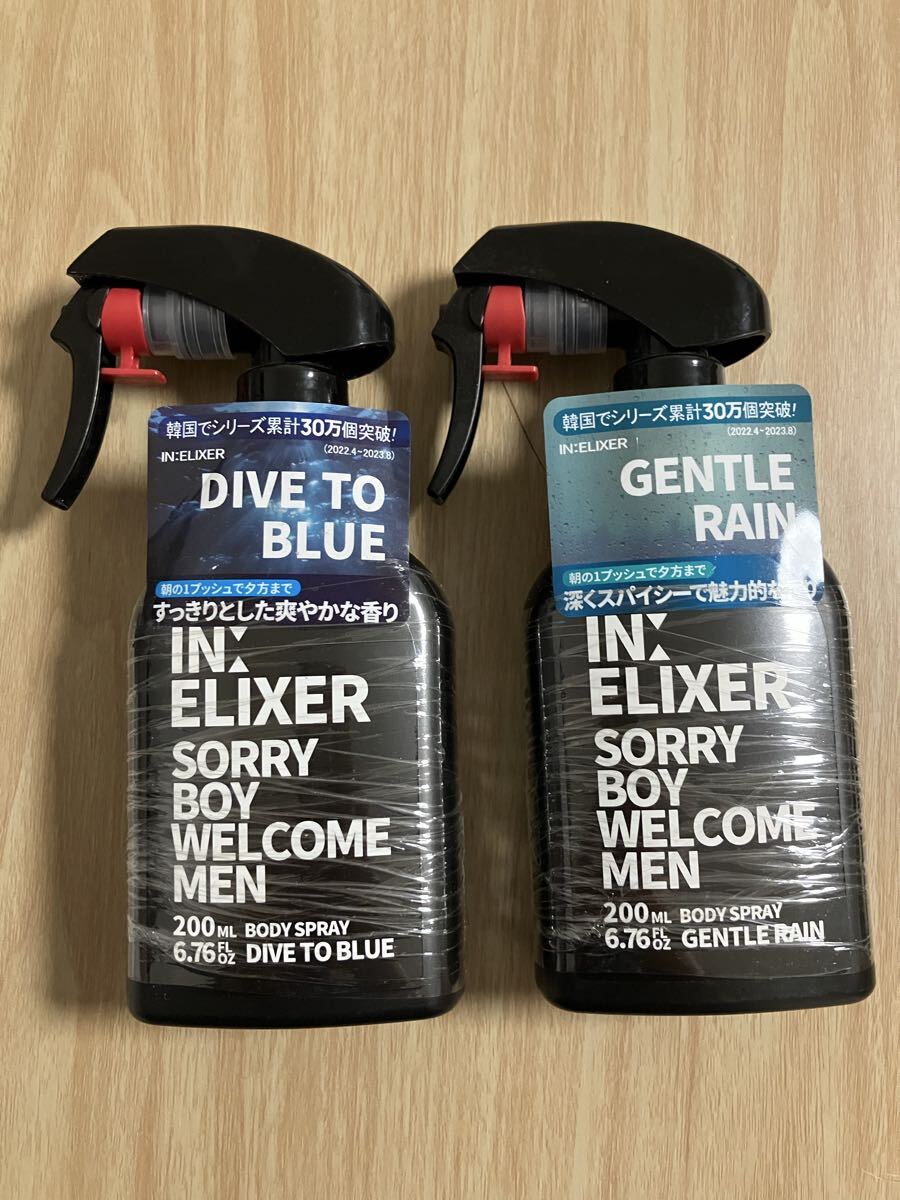 韓国でシリーズ累計30万個突破!
(2022.4~2023.8)
IN:ELIXER
DIVE TO
BLUE
朝の1プッシュで夕方まで
すっきりとした爽やかな香り
IN:
ELIXER
SORRY
BOY
WELCOME
MEN
200 ML BODY SPRAY
6.76 FL OZ DIVE TO BLUE
韓国でシリーズ累計30万個突破!
(2022.4~2023.8)
IN:ELIXER
GENTLE
RAIN
朝の1プッシュで夕方まで
深くスパイシーで魅力的な
IN:
ELIXER
SORRY
BOY
WELCOME
MEN
200 ML BODY SPRAY
6.76 FL OZ GENTLE RAIN